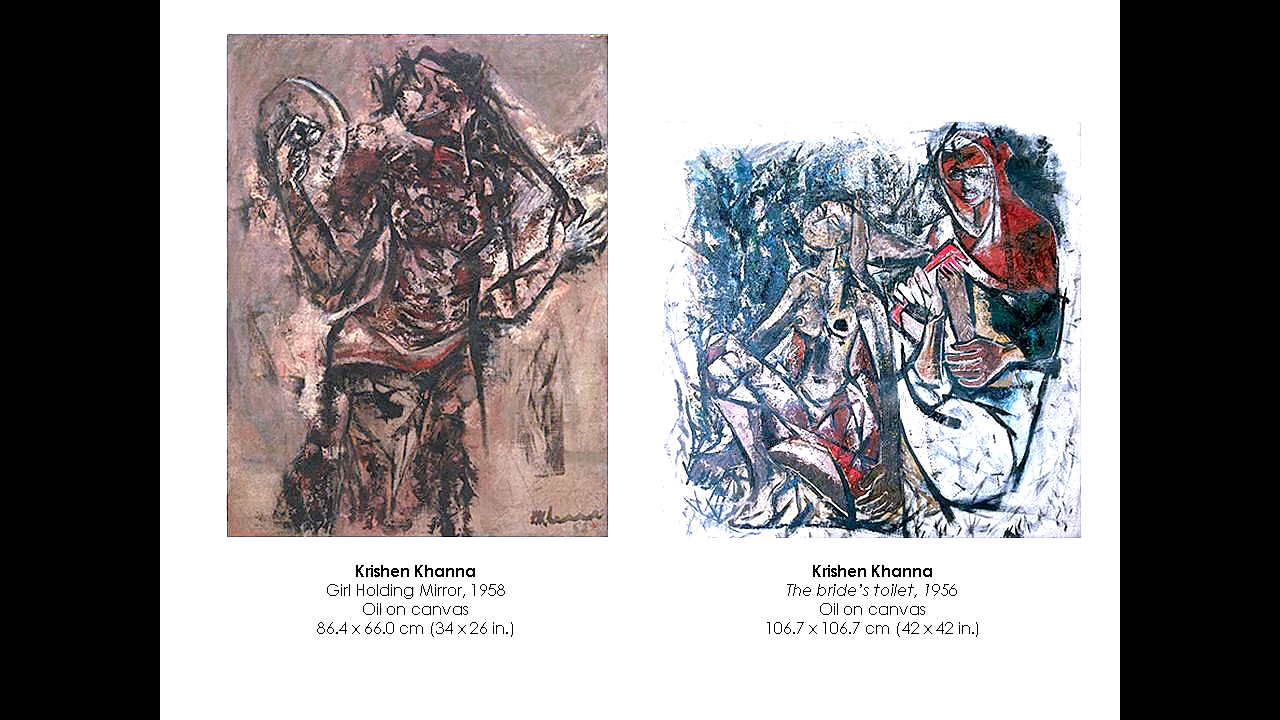 Krishen Khanna
Girl Holding Mirror, 1958
Oil on canvas
86.4 x 66.0 cm (34 x 26 in.)
Krishen Khanna
The bride's toilet, 1956
Oil on canvas
106.7 x 106.7 cm (42 x 42 in.)